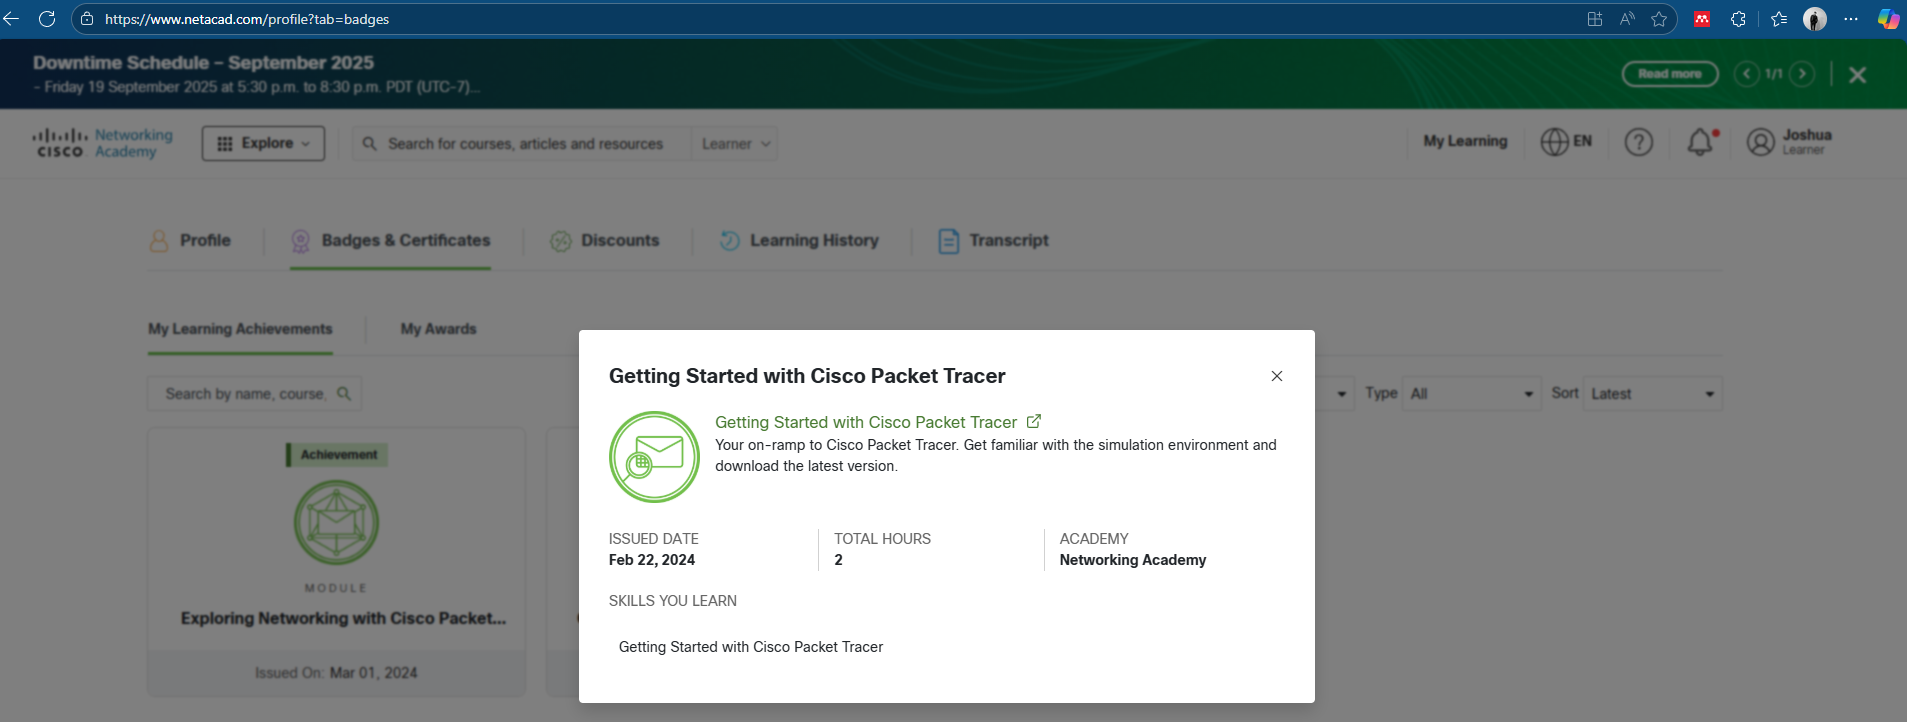 https://www.netacad.com/profile?tab=badges
Downtime Schedule – September 2025
– Friday 19 September 2025 at 5:30 p.m. to 8:30 p.m. PDT (UTC-7)...
Read more
1/1
CISCO Networking Academy
Explore
Search for courses, articles and resources
Learner
My Learning
EN
Joshua
Learner
Profile
Badges & Certificates
Discounts
Learning History
Transcript
My Learning Achievements
My Awards
Search by name, course,
Type
All
Sort
Latest
Achievement
MODULE
Exploring Networking with Cisco Packet...
Issued On: Mar 01, 2024
Getting Started with Cisco Packet Tracer
Getting Started with Cisco Packet Tracer
Your on-ramp to Cisco Packet Tracer. Get familiar with the simulation environment and
download the latest version.
ISSUED DATE
Feb 22, 2024
TOTAL HOURS
2
ACADEMY
Networking Academy
SKILLS YOU LEARN
Getting Started with Cisco Packet Tracer